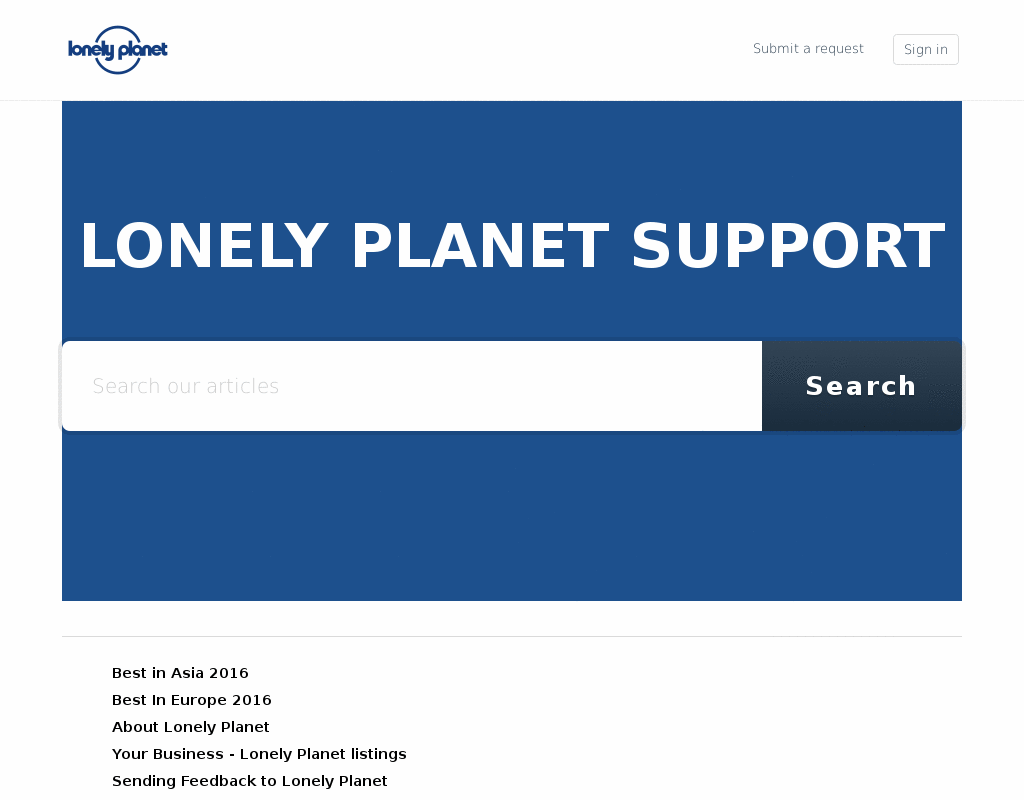 lonely planet
Submit a request
Sign in
LONELY PLANET SUPPORT
Search our articles
Search
Best in Asia 2016
Best In Europe 2016
About Lonely Planet
Your Business - Lonely Planet listings
Sending Feedback to Lonely Planet